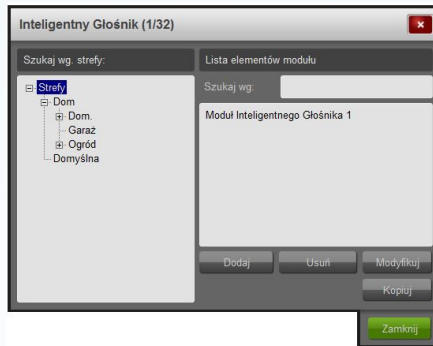 Inteligentny Głośnik (1/32)
Szukaj wg. strefy:
Strefy
Dom
Dom.
Garaż
Ogród
Domyślna
Lista elementów modułu
Szukaj wg:
Moduł Inteligentnego Głośnika 1
Dodaj
Usuń
Modyfikuj
Kopiuj
Zamknij